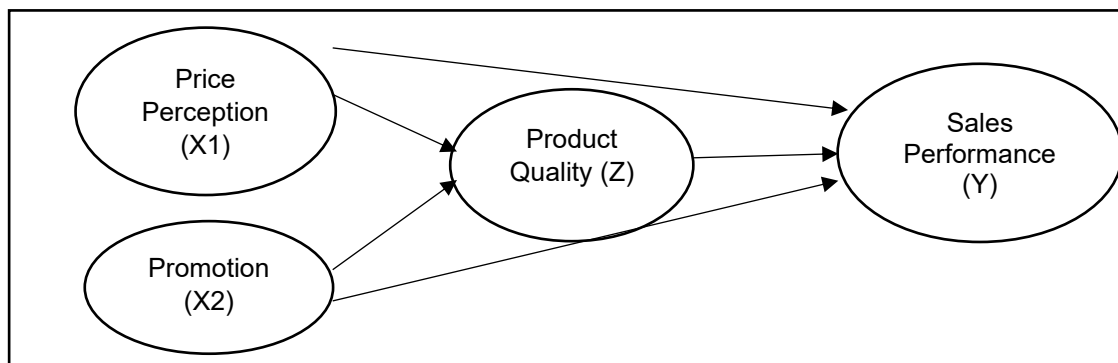 Price
Perception
(X1)
Product
Quality (Z)
Sales
Performance
(Y)
Promotion
(X2)